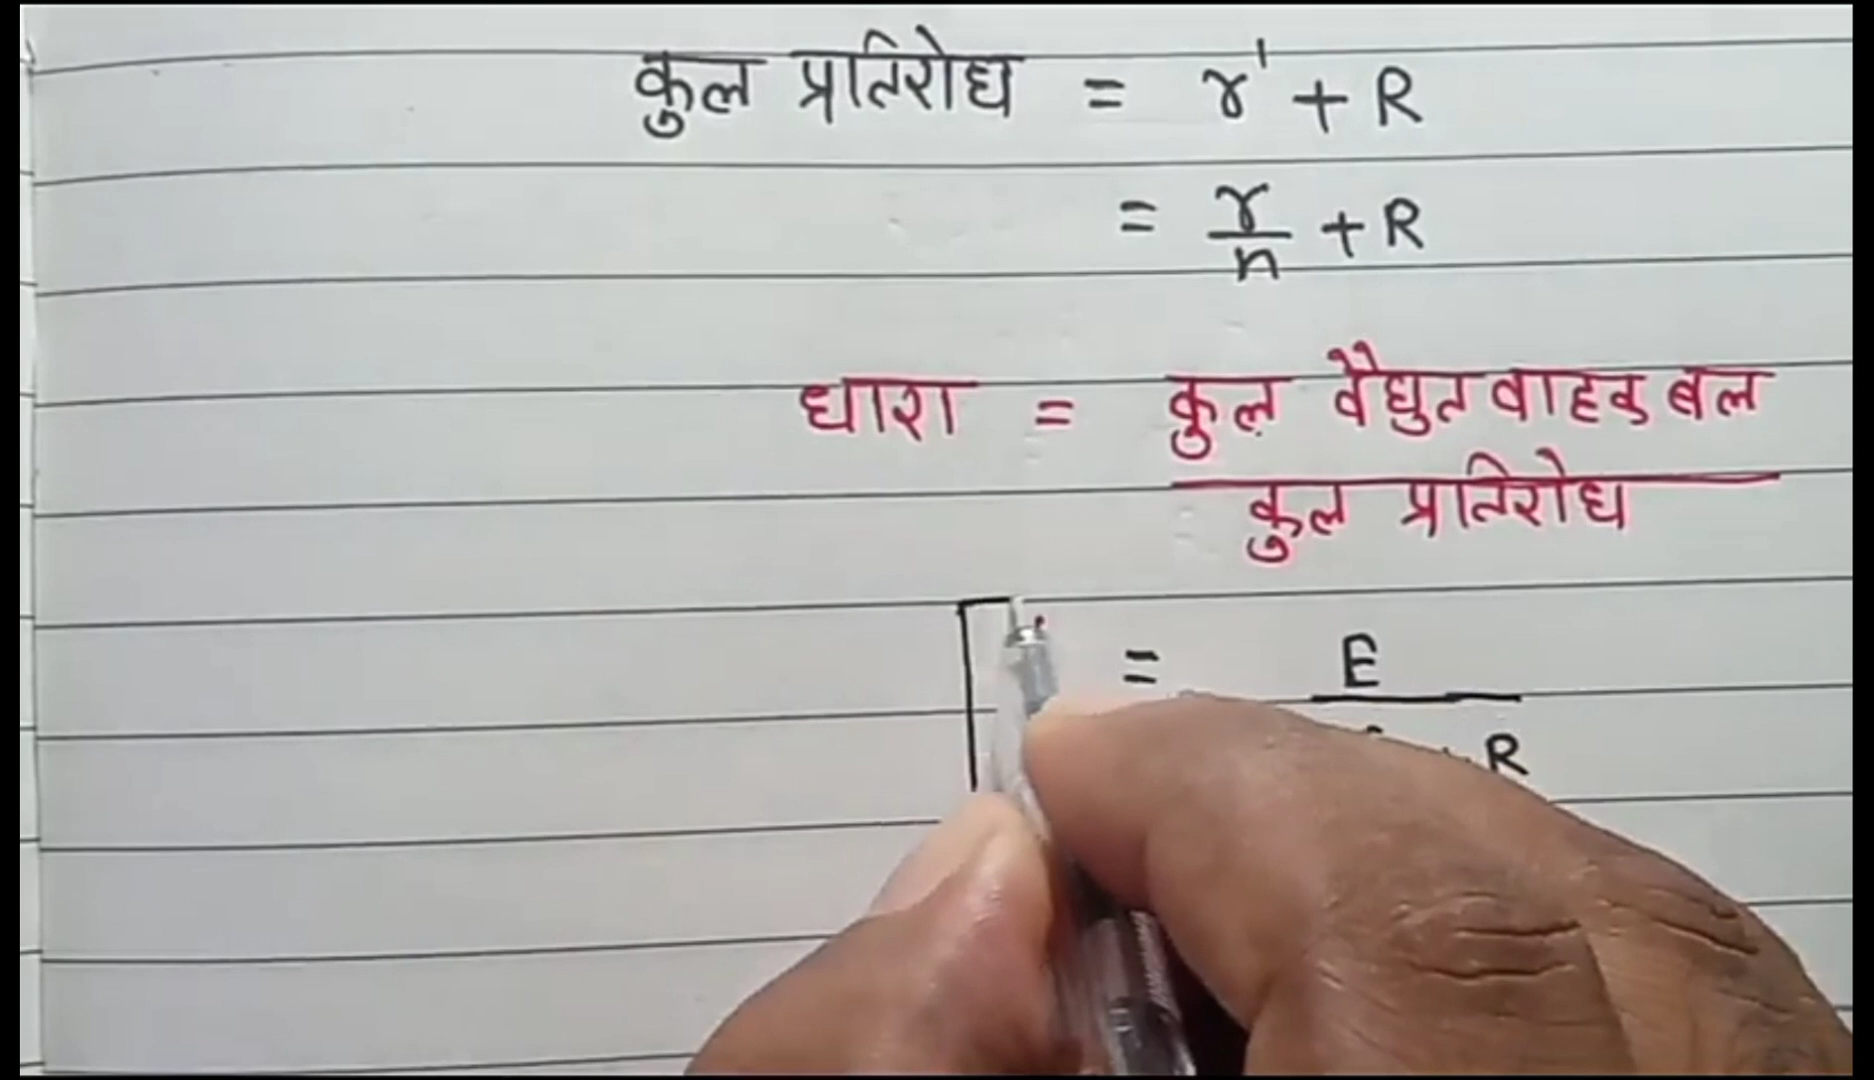 कुल प्रतिरोध = r' + R
= r/n + R
धारा = कुल वैद्युत वाहक बल / कुल प्रतिरोध
= E / + R